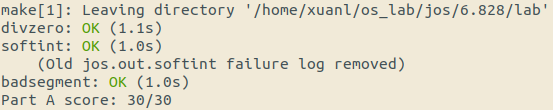 make[1]: Leaving directory '/home/xuanl/os_lab/jos/6.828/lab'
divzero: OK (1.1s)
softint: OK (1.0s)
    (Old jos.out.softint failure log removed)
badsegment: OK (1.0s)
Part A score: 30/30